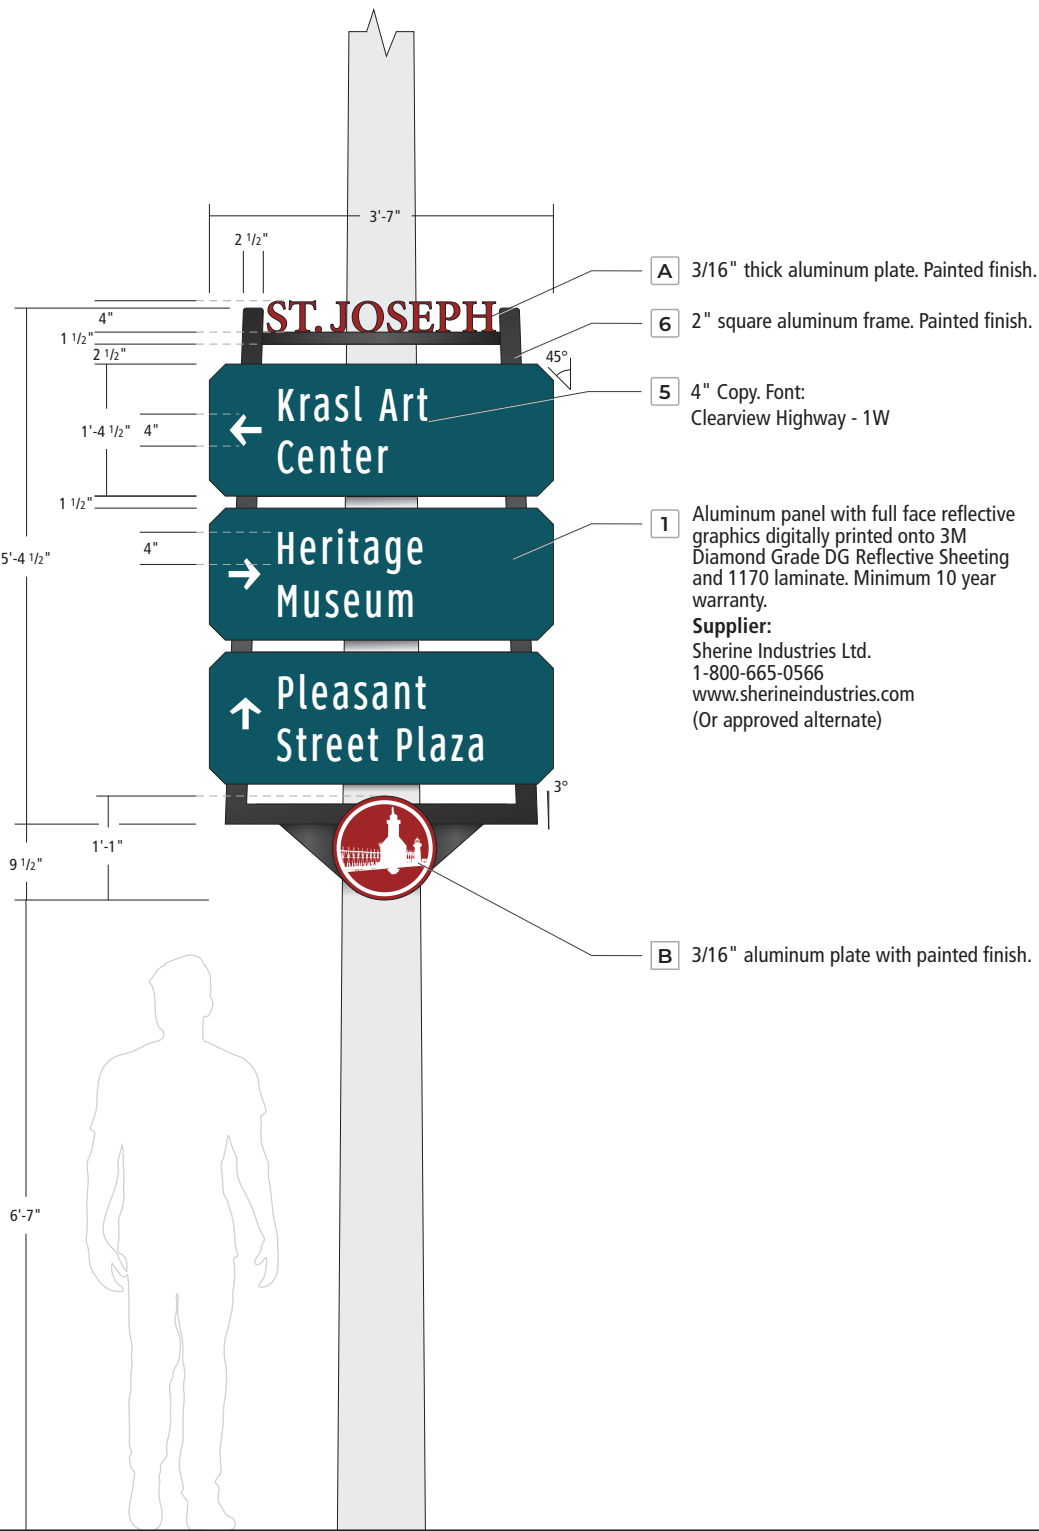 3'-7"
2 1/2"
ST. JOSEPH
4"
1 1/2"
2 1/2"
45°
Krasl Art
Center
1'-4 1/2"
4"
1 1/2"
Heritage
Museum
4"
5'-4 1/2"
Pleasant
Street Plaza
3°
1'-1"
9 1/2"
6'-7"
A 3/16" thick aluminum plate. Painted finish.
6 2" square aluminum frame. Painted finish.
5 4" Copy. Font:
Clearview Highway - 1W
1 Aluminum panel with full face reflective
graphics digitally printed onto 3M
Diamond Grade DG Reflective Sheeting
and 1170 laminate. Minimum 10 year
warranty.
Supplier:
Sherine Industries Ltd.
1-800-665-0566
www.sherineindustries.com
(Or approved alternate)
B 3/16" aluminum plate with painted finish.